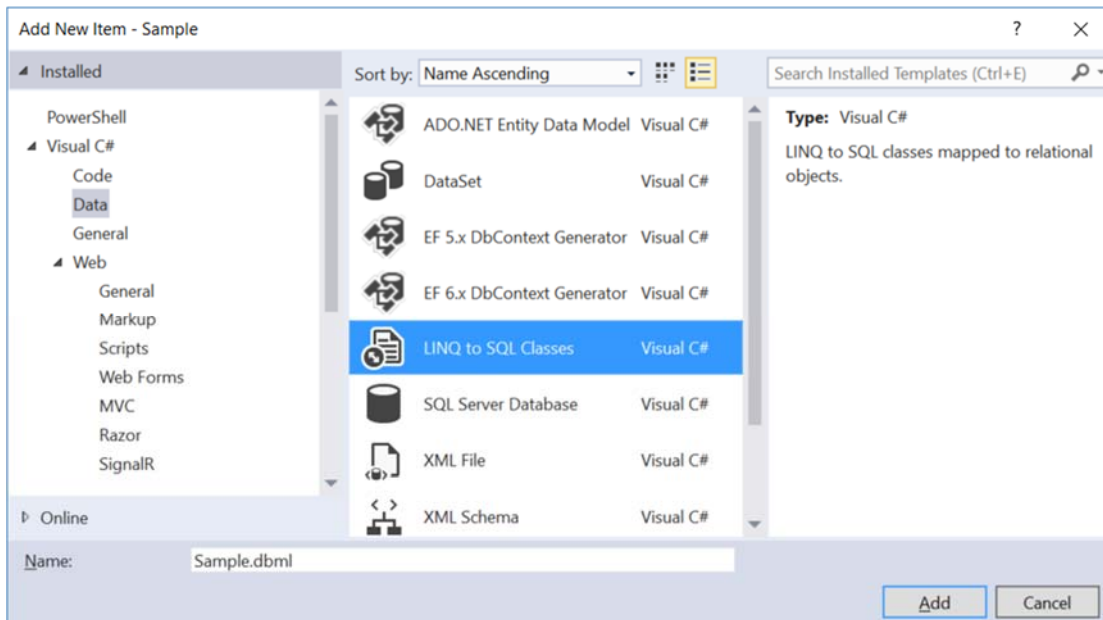 Add New Item - Sample
?
Installed
PowerShell
Visual C#
Code
Data
General
Web
General
Markup
Scripts
Web Forms
MVC
Razor
SignalR
Online
Sort by: Name Ascending
ADO.NET Entity Data Model Visual C#
DataSet Visual C#
EF 5.x DbContext Generator Visual C#
EF 6.x DbContext Generator Visual C#
LINQ to SQL Classes Visual C#
SQL Server Database Visual C#
XML File Visual C#
XML Schema Visual C#
Search Installed Templates (Ctrl+E)
Type: Visual C#
LINQ to SQL classes mapped to relational
objects.
Name: Sample.dbml
Add Cancel